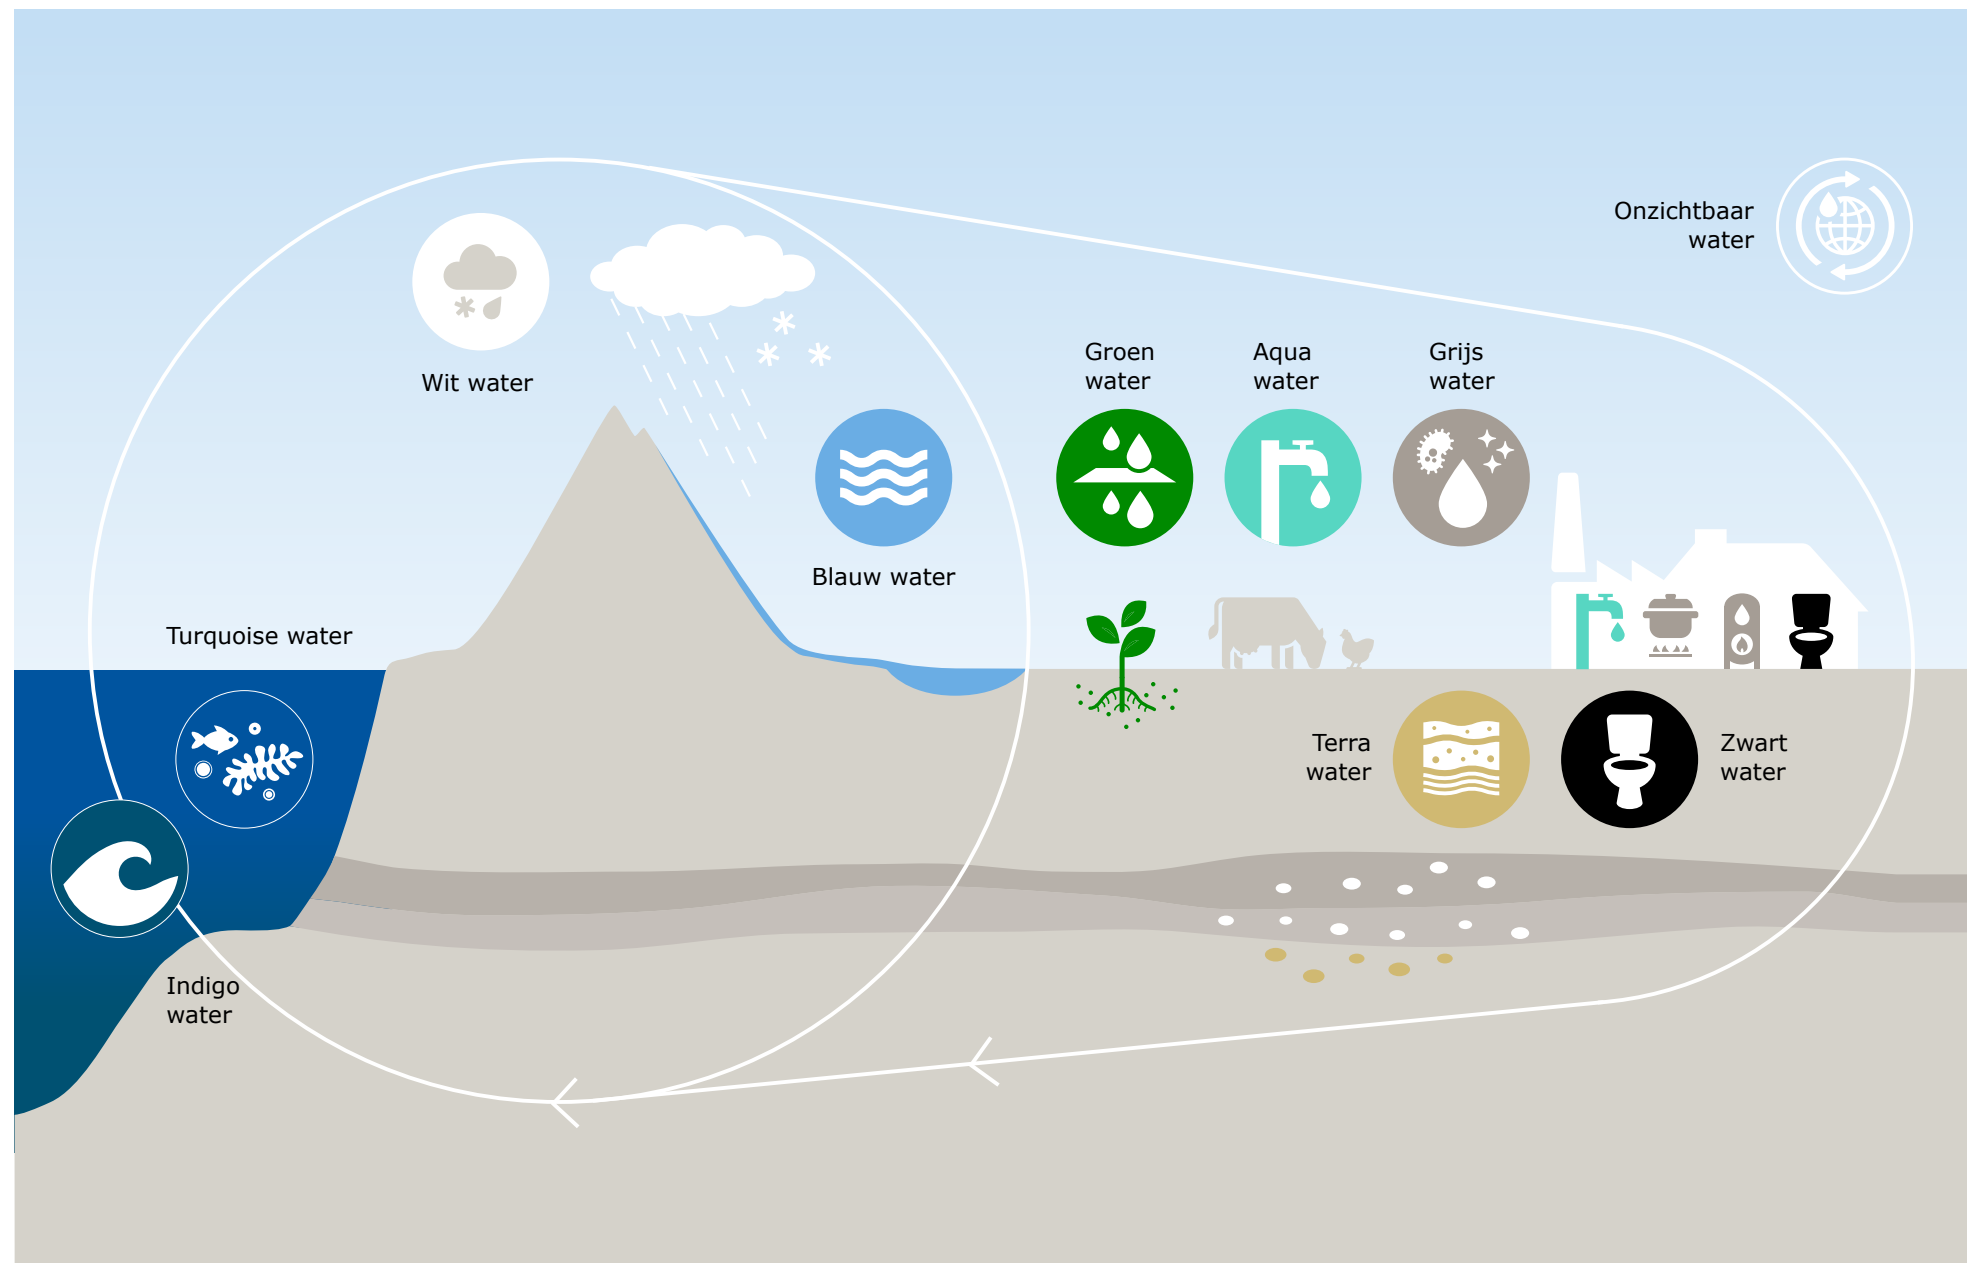 Onzichtbaar
water
Wit water
Groen
water
Aqua
water
Grijs
water
Blauw water
Turquoise water
Terra
water
Zwart
water
Indigo
water